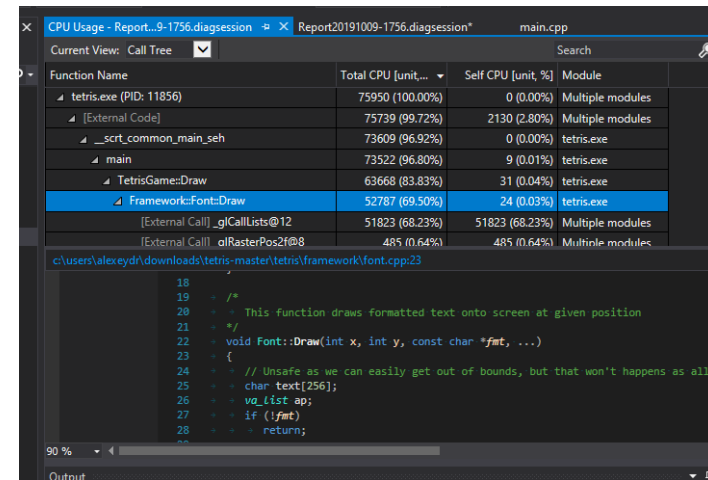 CPU Usage - Report...9-1756.diagsession
Report20191009-1756.diagsession*
main.cpp
Current View: Call Tree
Search
Function Name Total CPU [unit,... Self CPU [unit, %] Module
tetris.exe (PID: 11856) 75950 (100.00%) 0 (0.00%) Multiple modules
[External Code] 75739 (99.72%) 2130 (2.80%) Multiple modules
__scrt_common_main_seh 73609 (96.92%) 0 (0.00%) tetris.exe
main 73522 (96.80%) 9 (0.01%) tetris.exe
TetrisGame::Draw 63668 (83.83%) 31 (0.04%) tetris.exe
Framework::Font::Draw 52787 (69.50%) 24 (0.03%) tetris.exe
[External Call] _glCallLists@12 51823 (68.23%) 51823 (68.23%) Multiple modules
[External Call] _glRasterPos2f@8 485 (0.64%) 485 (0.64%) Multiple modules
c:\users\alexeydr\downloads\tetris-master\tetris\framework\font.cpp:23
18
19 /*
20 This function draws formatted text onto screen at given position
21 */
22 void Font::Draw(int x, int y, const char *fmt, ...)
23 {
24 // Unsafe as we can easily get out of bounds, but that won't happens as all
25 char text[256];
26 va_list ap;
27 if (!fmt)
28 return;
90 %
Output